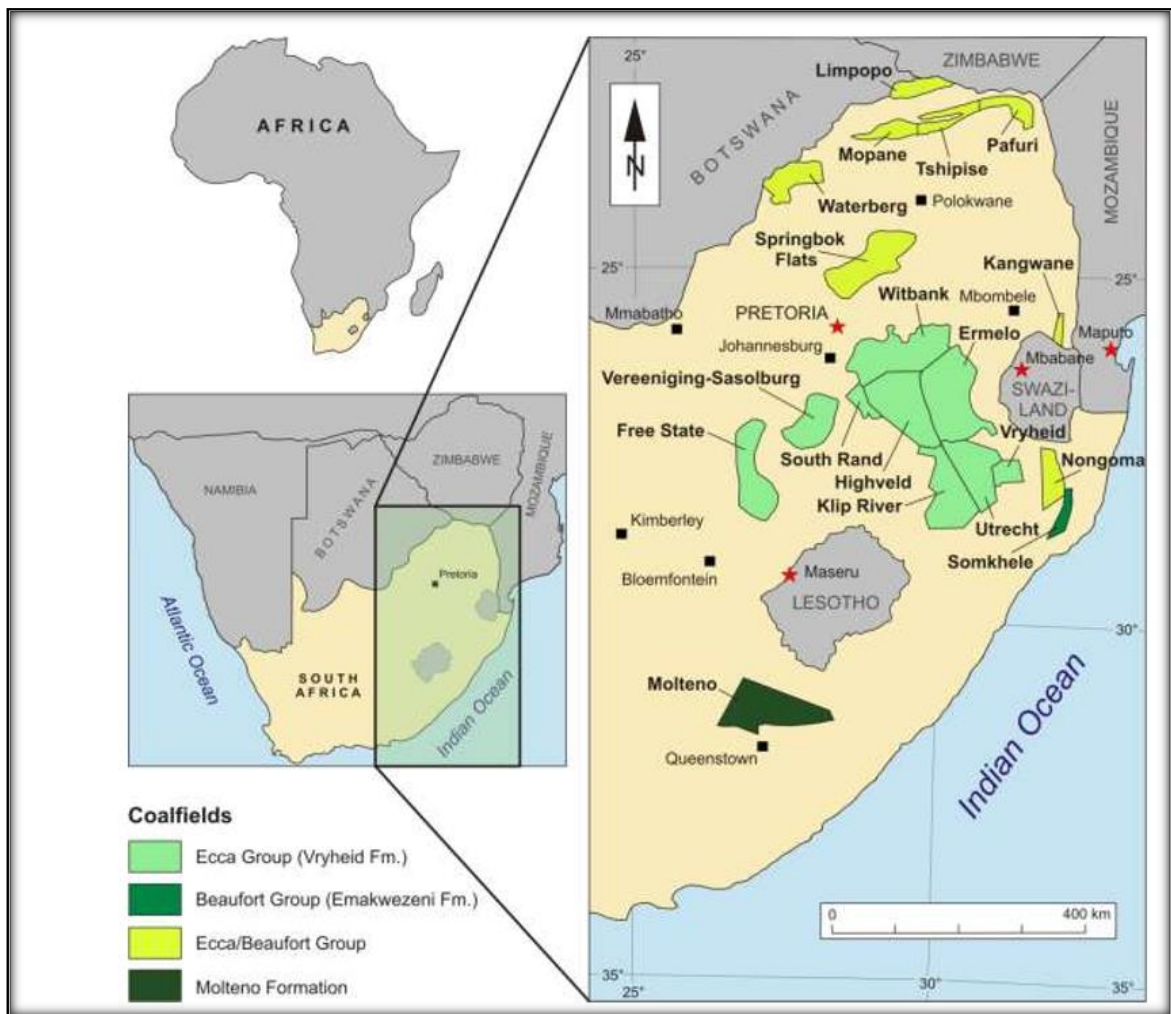 AFRICA
NAMIBIA
BOTSWANA
ZIMBABWE
MOZAMBIQUE
Pretoria
Atlantic Ocean
SOUTH
AFRICA
Indian Ocean
Coalfields
Ecca Group (Vryheid Fm.)
Beaufort Group (Emakwezeni Fm.)
Ecca/Beaufort Group
Molteno Formation
25°
30°
ZIMBABWE
Limpopo
BOTSWANA
N
Mopane
Tshipise
Pafuri
MOZAMBIQUE
Waterberg
Polokwane
Springbok
Flats
25°
Kangwane
25°
Witbank
Mbombele
Mmabatho
PRETORIA
Ermelo
Maputo
Johannesburg
Mbabane
Vereeniging-Sasolburg
SWAZI-
LAND
Free State
Vryheid
South Rand
Nongoma
Highveld
Klip River
Kimberley
Utrecht
Somkhele
Bloemfontein
Maseru
LESOTHO
30°
Molteno
Queenstown
Indian Ocean
0 400 km
35°
25°
30°
35°